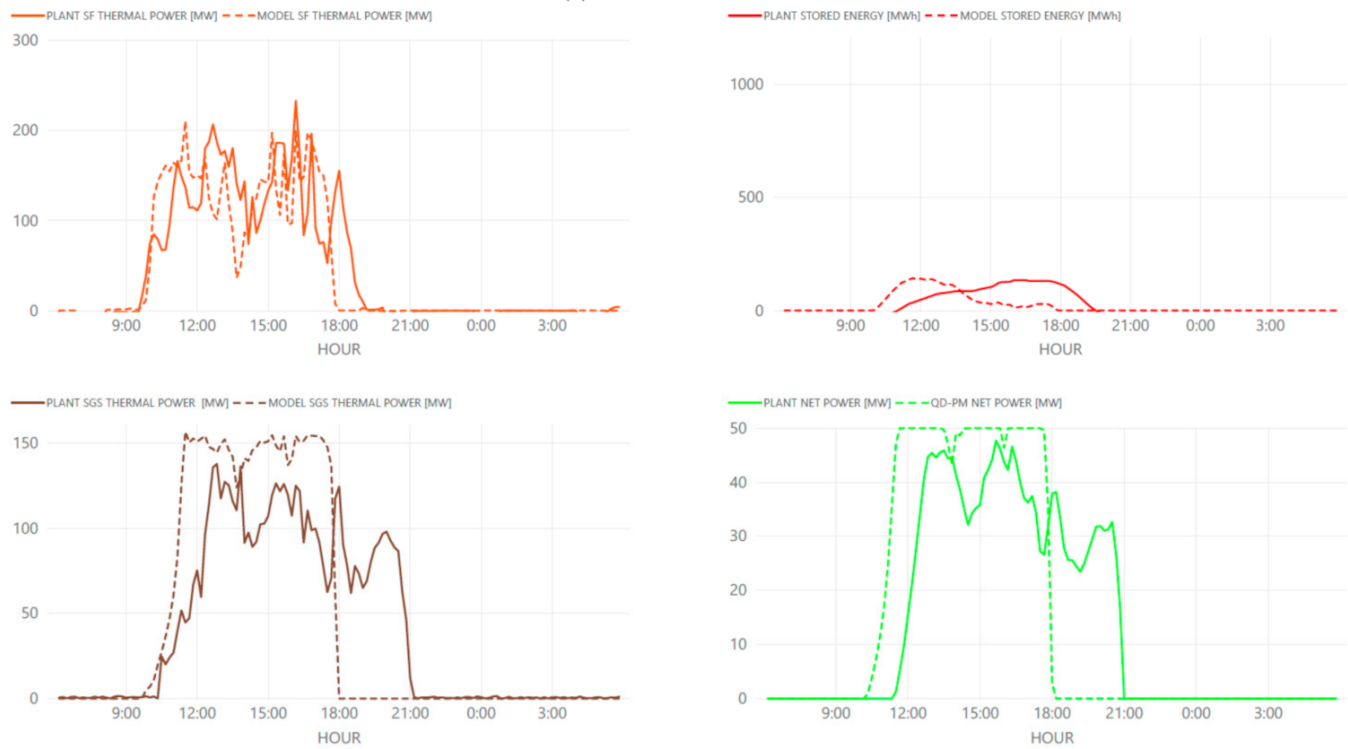 PLANT SF THERMAL POWER [MW] MODEL SF THERMAL POWER [MW]
300
200
100
0
9:00 12:00 15:00 18:00 21:00 0:00 3:00
HOUR
PLANT STORED ENERGY [MWh] MODEL STORED ENERGY [MWh]
1000
500
0
9:00 12:00 15:00 18:00 21:00 0:00 3:00
HOUR
PLANT SGS THERMAL POWER [MW] MODEL SGS THERMAL POWER [MW]
150
100
50
0
9:00 12:00 15:00 18:00 21:00 0:00 3:00
HOUR
PLANT NET POWER [MW] QD-PM NET POWER [MW]
50
40
30
20
10
0
9:00 12:00 15:00 18:00 21:00 0:00 3:00
HOUR